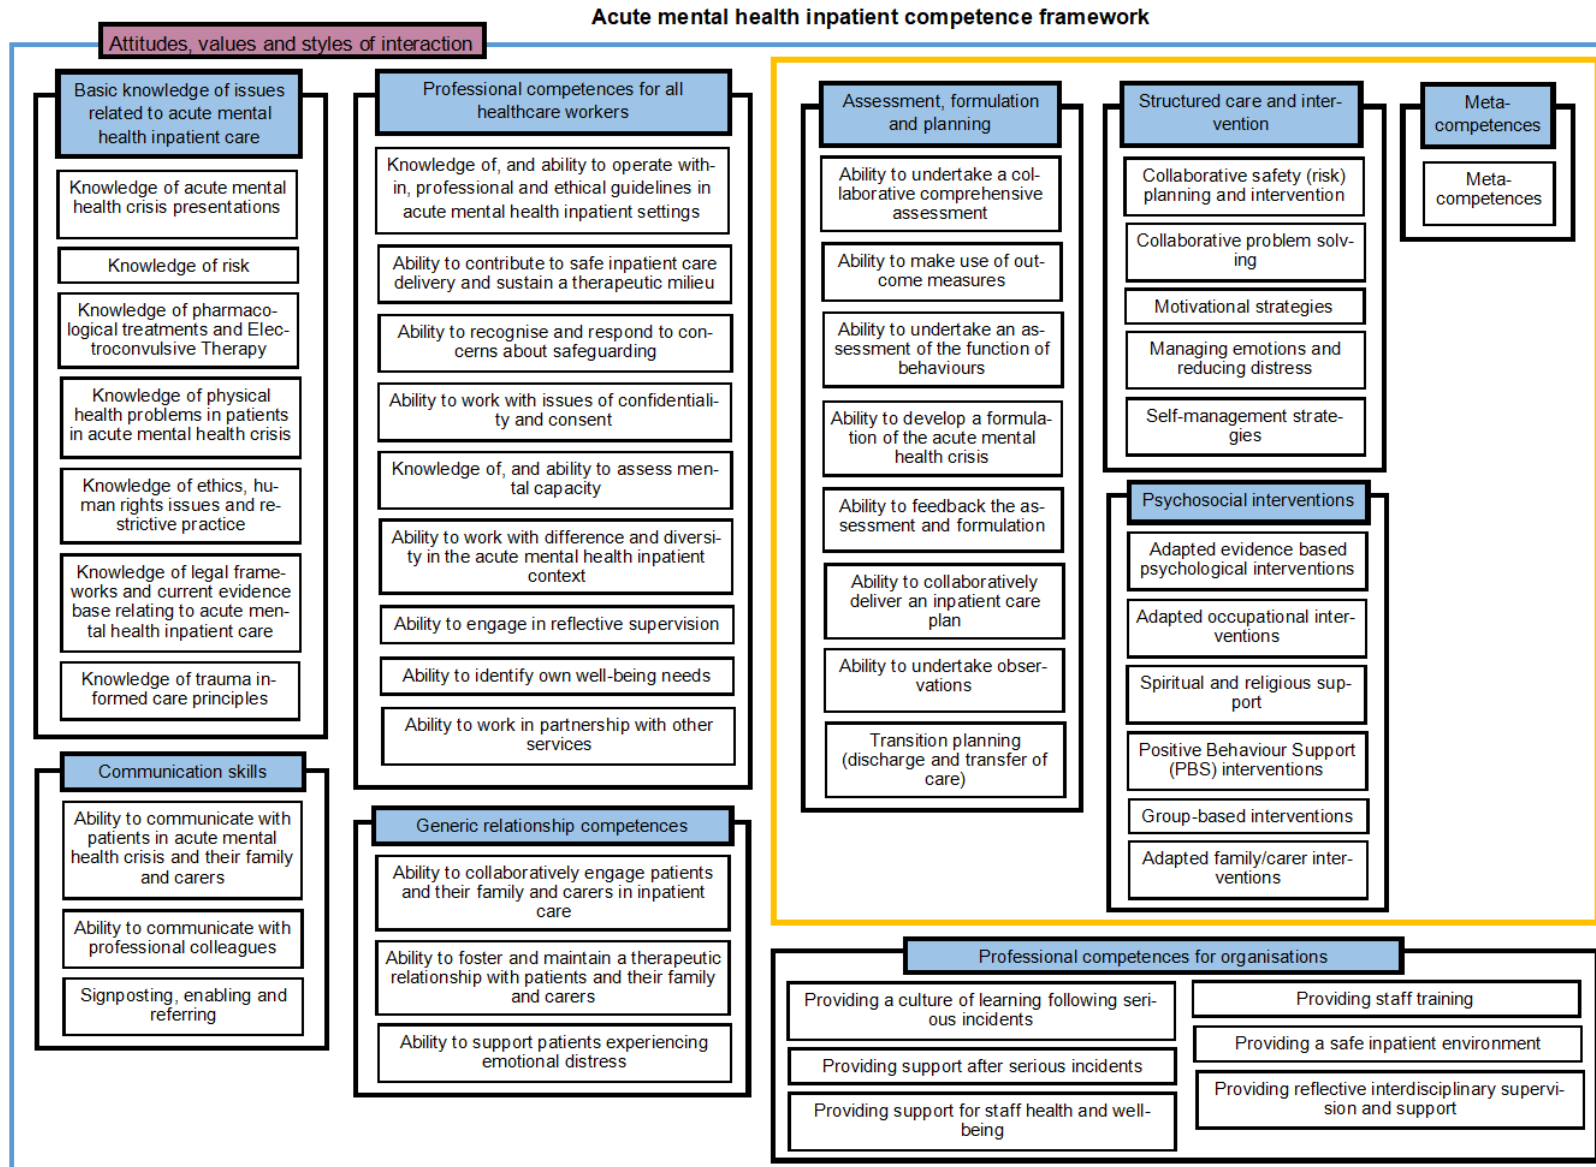 Acute mental health inpatient competence framework
Attitudes, values and styles of interaction
Basic knowledge of issues
related to acute mental
health inpatient care
Knowledge of acute mental
health crisis presentations
Knowledge of risk
Knowledge of pharmaco-
logical treatments and Elec-
troconvulsive Therapy
Knowledge of physical
health problems in patients
in acute mental health crisis
Knowledge of ethics, hu-
man rights issues and re-
strictive practice
Knowledge of legal frame-
works and current evidence
base relating to acute men-
tal health inpatient care
Knowledge of trauma in-
formed care principles
Communication skills
Ability to communicate with
patients in acute mental
health crisis and their family
and carers
Ability to communicate with
professional colleagues
Signposting, enabling and
referring
Professional competences for all
healthcare workers
Knowledge of, and ability to operate with-
in, professional and ethical guidelines in
acute mental health inpatient settings
Ability to contribute to safe inpatient care
delivery and sustain a therapeutic milieu
Ability to recognise and respond to con-
cerns about safeguarding
Ability to work with issues of confidential-
ity and consent
Knowledge of, and ability to assess men-
tal capacity
Ability to work with difference and diversi-
ty in the acute mental health inpatient
context
Ability to engage in reflective supervision
Ability to identify own well-being needs
Ability to work in partnership with other
services
Generic relationship competences
Ability to collaboratively engage patients
and their family and carers in inpatient
care
Ability to foster and maintain a therapeutic
relationship with patients and their family
and carers
Ability to support patients experiencing
emotional distress
Assessment, formulation
and planning
Ability to undertake a col-
laborative comprehensive
assessment
Ability to make use of out-
come measures
Ability to undertake an as-
sessment of the function of
behaviours
Ability to develop a formu-
lation of the acute mental
health crisis
Ability to feedback the as-
sessment and formulation
Ability to collaboratively
deliver an inpatient care
plan
Ability to undertake obser-
vations
Transition planning
(discharge and transfer of
care)
Structured care and inter-
vention
Collaborative safety (risk)
planning and intervention
Collaborative problem solv-
ing
Motivational strategies
Managing emotions and
reducing distress
Self-management strate-
gies
Psychosocial interventions
Adapted evidence based
psychological interventions
Adapted occupational inter-
ventions
Spiritual and religious sup-
port
Positive Behaviour Support
(PBS) interventions
Group-based interventions
Adapted family/carer inter-
ventions
Meta-
competences
Meta-
competences
Professional competences for organisations
Providing a culture of learning following seri-
ous incidents
Providing support after serious incidents
Providing support for staff health and well-
being
Providing staff training
Providing a safe inpatient environment
Providing reflective interdisciplinary supervi-
sion and support